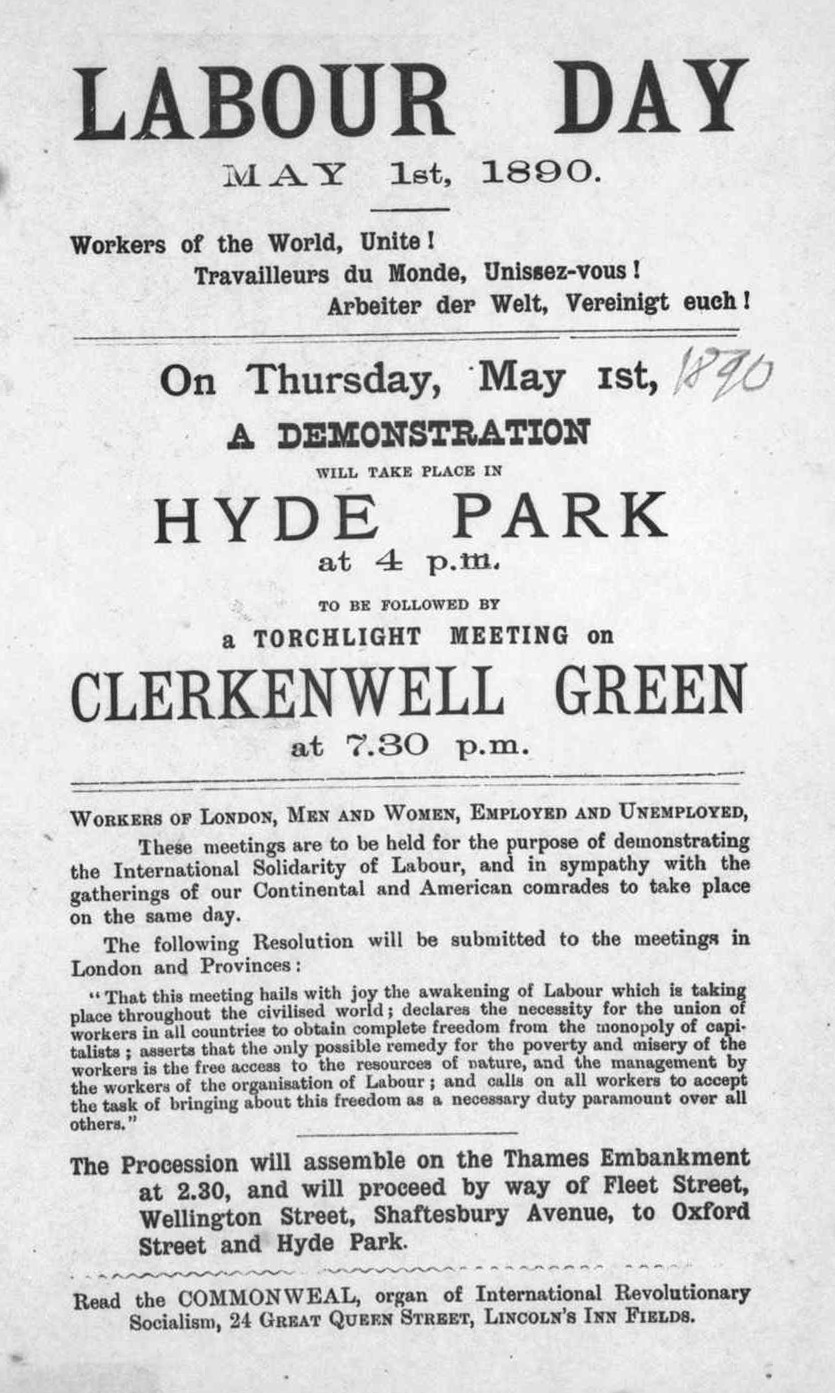 LABOUR DAY
MAY 1st, 1890.
Workers of the World, Unite!
Travailleurs du Monde, Unissez-vous!
Arbeiter der Welt, Vereinigt euch!
On Thursday, May 1st, 1890
A DEMONSTRATION
WILL TAKE PLACE IN
HYDE PARK
at 4 p.m.
TO BE FOLLOWED BY
a TORCHLIGHT MEETING on
CLERKENWELL GREEN
at 7.30 p.m.
WORKERS OF LONDON, MEN AND WOMEN, EMPLOYED AND UNEMPLOYED,
These meetings are to be held for the purpose of demonstrating
the International Solidarity of Labour, and in sympathy with the
gatherings of our Continental and American comrades to take place
on the same day.
The following Resolution will be submitted to the meetings in
London and Provinces:
"That this meeting hails with joy the awakening of Labour which is taking
place throughout the civilised world; declares the necessity for the union of
workers in all countries to obtain complete freedom from the monopoly of capi-
talists; asserts that the only possible remedy for the poverty and misery of the
workers is the free access to the resources of nature, and the management by
the workers of the organisation of Labour; and calls on all workers to accept
the task of bringing about this freedom as a necessary duty paramount over all
others."
The Procession will assemble on the Thames Embankment
at 2.30, and will proceed by way of Fleet Street,
Wellington Street, Shaftesbury Avenue, to Oxford
Street and Hyde Park.
Read the COMMONWEAL, organ of International Revolutionary
Socialism, 24 GREAT QUEEN STREET, LINCOLN'S INN FIELDS.